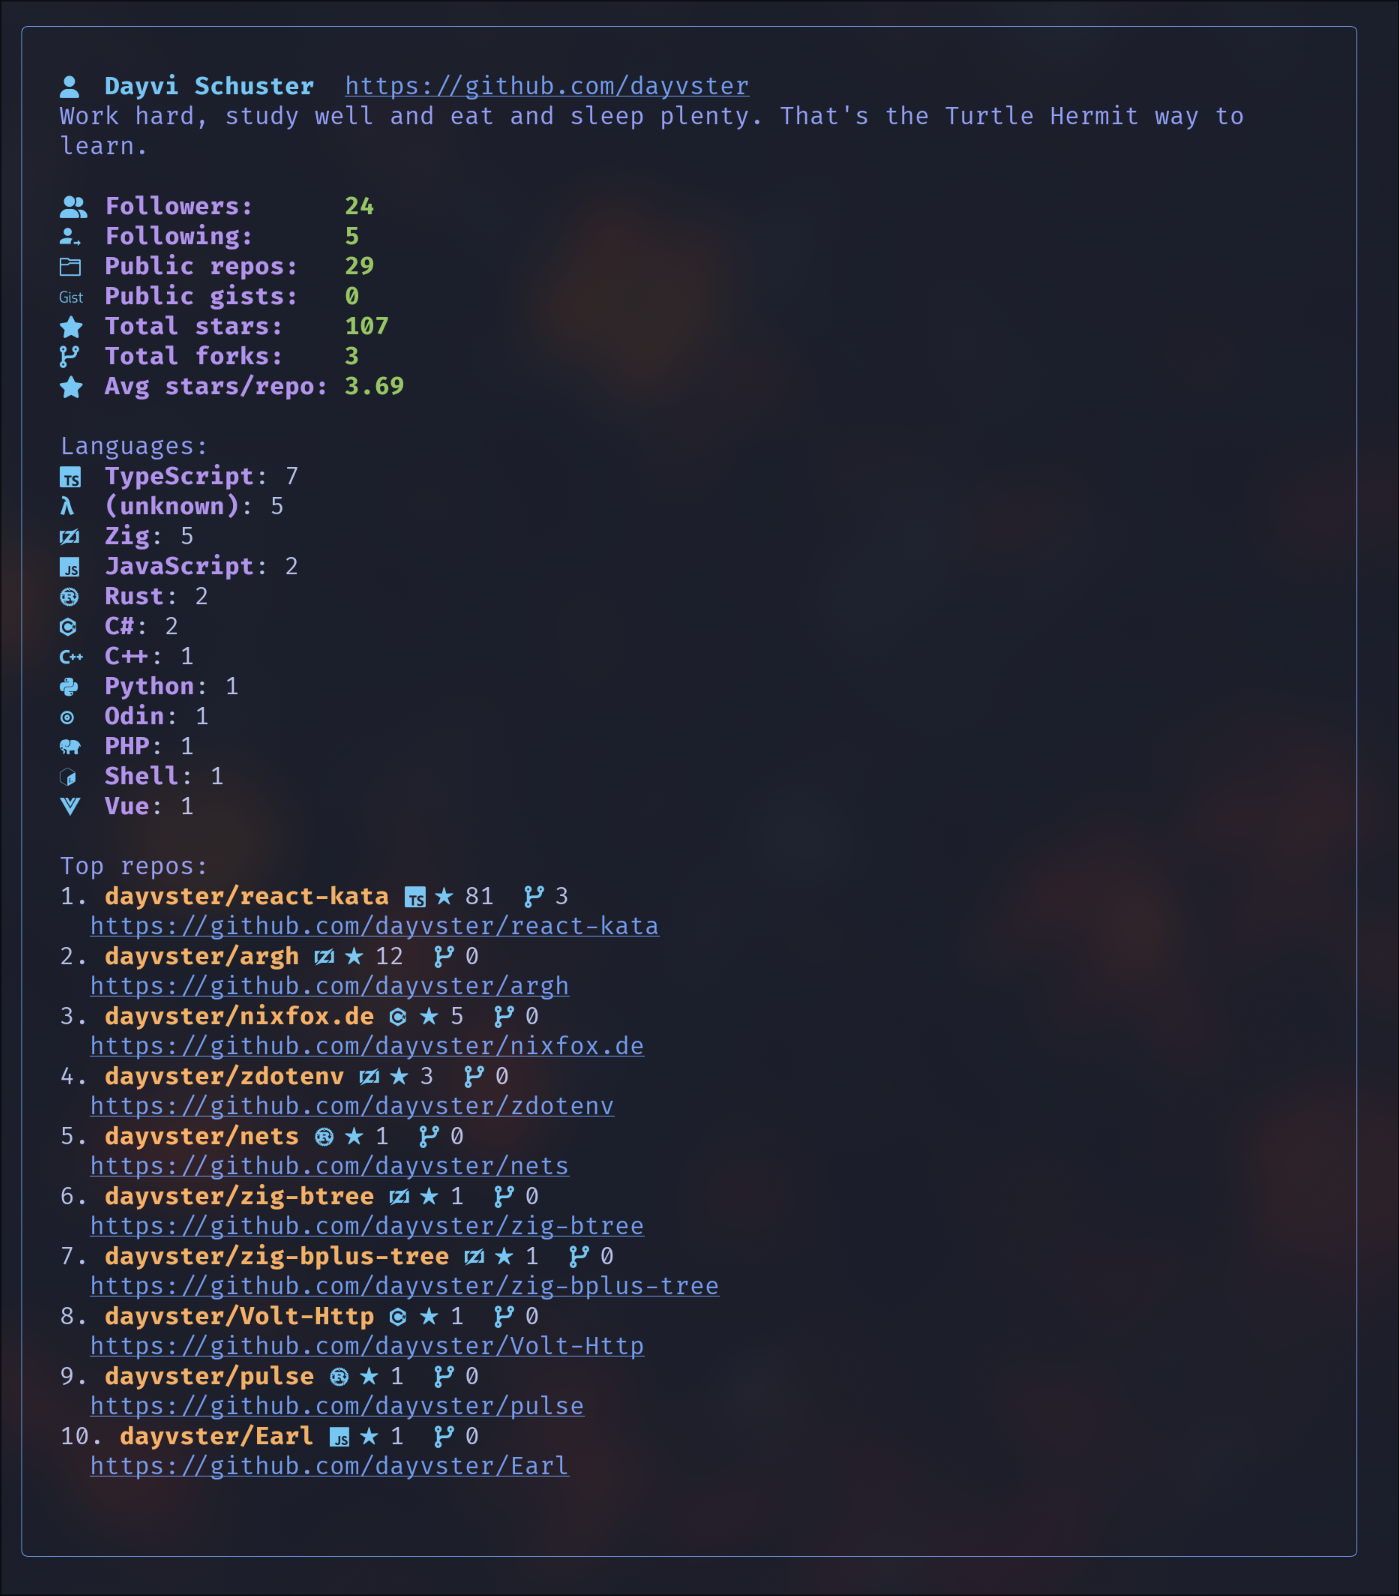 Dayvi Schuster https://github.com/dayvster
Work hard, study well and eat and sleep plenty. That's the Turtle Hermit way to
learn.
Followers: 24
Following: 5
Public repos: 29
Gist Public gists: 0
Total stars: 107
Total forks: 3
Avg stars/repo: 3.69
Languages:
TS TypeScript: 7
λ (unknown): 5
Zig: 5
JS JavaScript: 2
R Rust: 2
C C#: 2
C++ C++: 1
Python: 1
Odin: 1
PHP: 1
Shell: 1
Vue: 1
Top repos:
1. dayvster/react-kata TS ★ 81 3
https://github.com/dayvster/react-kata
2. dayvster/argh ★ 12 0
https://github.com/dayvster/argh
3. dayvster/nixfox.de C ★ 5 0
https://github.com/dayvster/nixfox.de
4. dayvster/zdotenv ★ 3 0
https://github.com/dayvster/zdotenv
5. dayvster/nets R ★ 1 0
https://github.com/dayvster/nets
6. dayvster/zig-btree ★ 1 0
https://github.com/dayvster/zig-btree
7. dayvster/zig-bplus-tree ★ 1 0
https://github.com/dayvster/zig-bplus-tree
8. dayvster/Volt-Http C ★ 1 0
https://github.com/dayvster/Volt-Http
9. dayvster/pulse R ★ 1 0
https://github.com/dayvster/pulse
10. dayvster/Earl JS ★ 1 0
https://github.com/dayvster/Earl